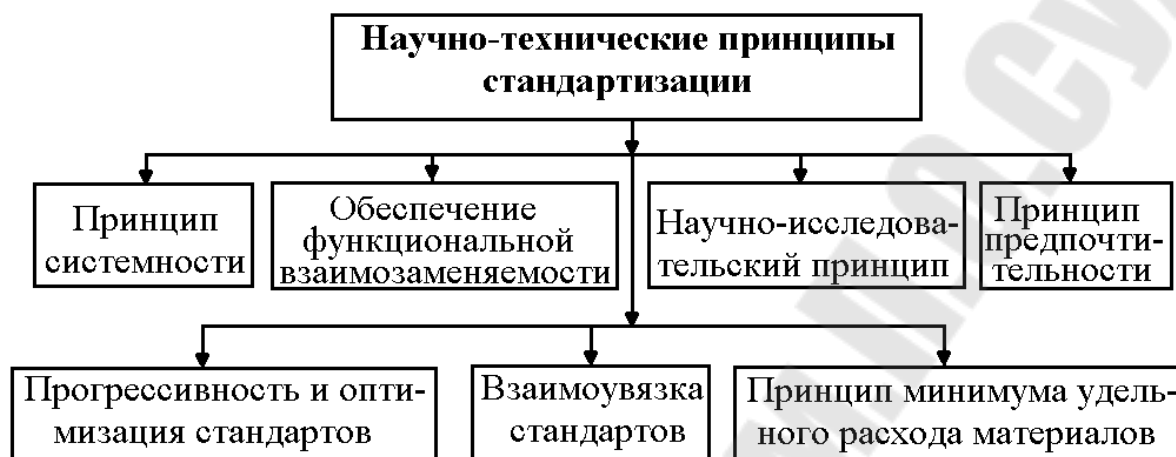 Научно-технические принципы
стандартизации
Принцип
системности
Обеспечение
функциональной
взаимозаменяемости
Научно-исследова-
тельский принцип
Принцип
предпочти-
тельности
Прогрессивность и опти-
мизация стандартов
Взаимоувязка
стандартов
Принцип минимума удель-
ного расхода материалов